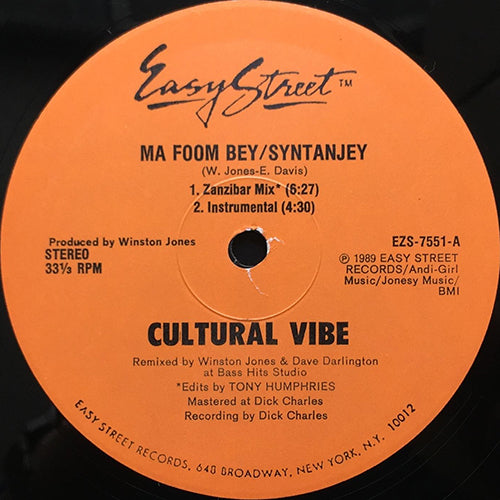 Easy Street™
MA FOOM BEY/SYNTANJEY
(W. Jones-E. Davis)
1. Zanzibar Mix* (6:27)
2. Instrumental (4:30)
Produced by Winston Jones
STEREO
33⅓ RPM
EZS-7551-A
℗ 1989 EASY STREET
RECORDS/Andi-Girl
Music/Jonesy Music/
BMI
CULTURAL VIBE
Remixed by Winston Jones & Dave Darlington
at Bass Hits Studio
*Edits by TONY HUMPHRIES
Mastered at Dick Charles
Recording by Dick Charles
EASY STREET RECORDS, 648 BROADWAY, NEW YORK, N.Y. 10012